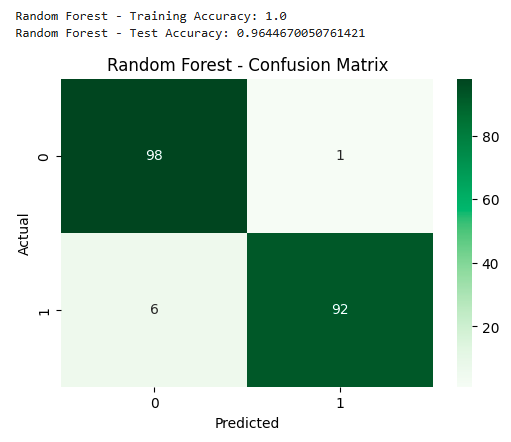 Random Forest - Training Accuracy: 1.0
Random Forest - Test Accuracy: 0.9644670050761421
Random Forest - Confusion Matrix
Actual
0
98
1
1
6
92
0
1
Predicted
80
60
40
20